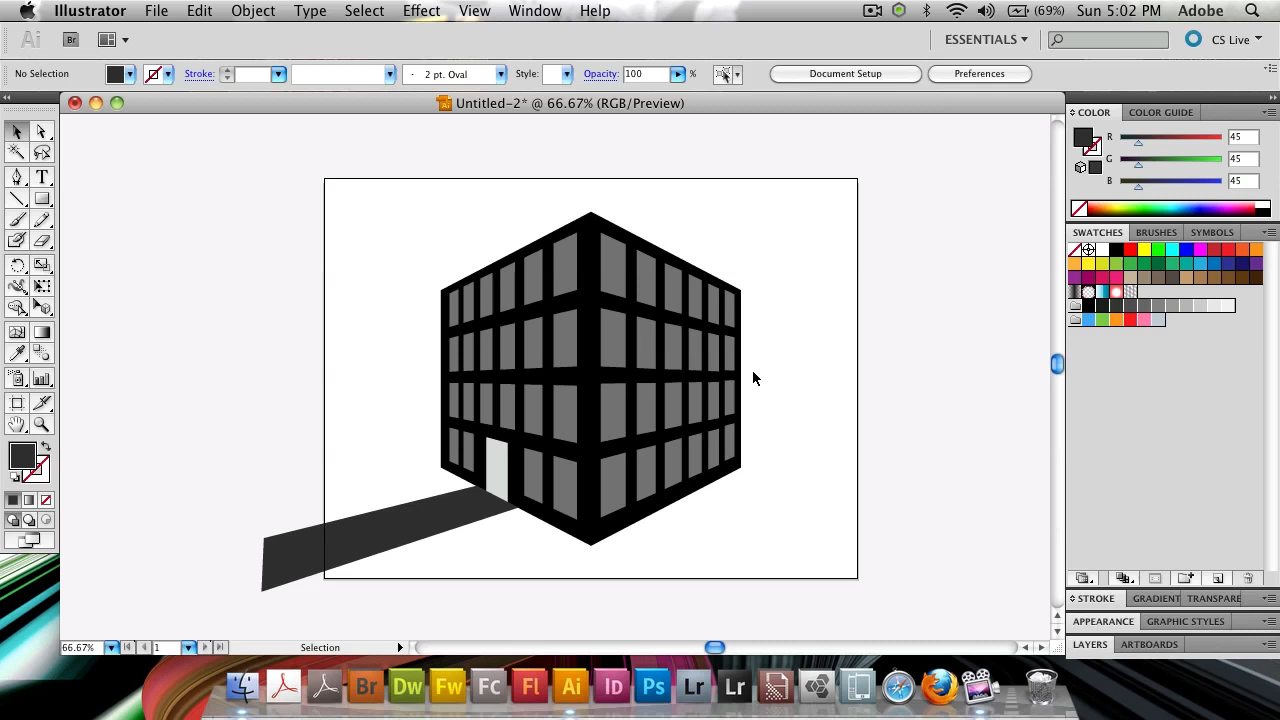 Illustrator File Edit Object Type Select Effect View Window Help (69%) Sun 5:02 PM Adobe
Ai Br ESSENTIALS CS Live
No Selection Stroke: 2 pt. Oval Style: Opacity: 100 % Document Setup Preferences
Untitled-2* @ 66.67% (RGB/Preview)
COLOR COLOR GUIDE
R 45
G 45
B 45
SWATCHES BRUSHES SYMBOLS
T
STROKE GRADIENT TRANSPARE
APPEARANCE GRAPHIC STYLES
LAYERS ARTBOARDS
66.67% 1 Selection
Br Dw Fw Fc Fl Ai Id Ps Lr Lr